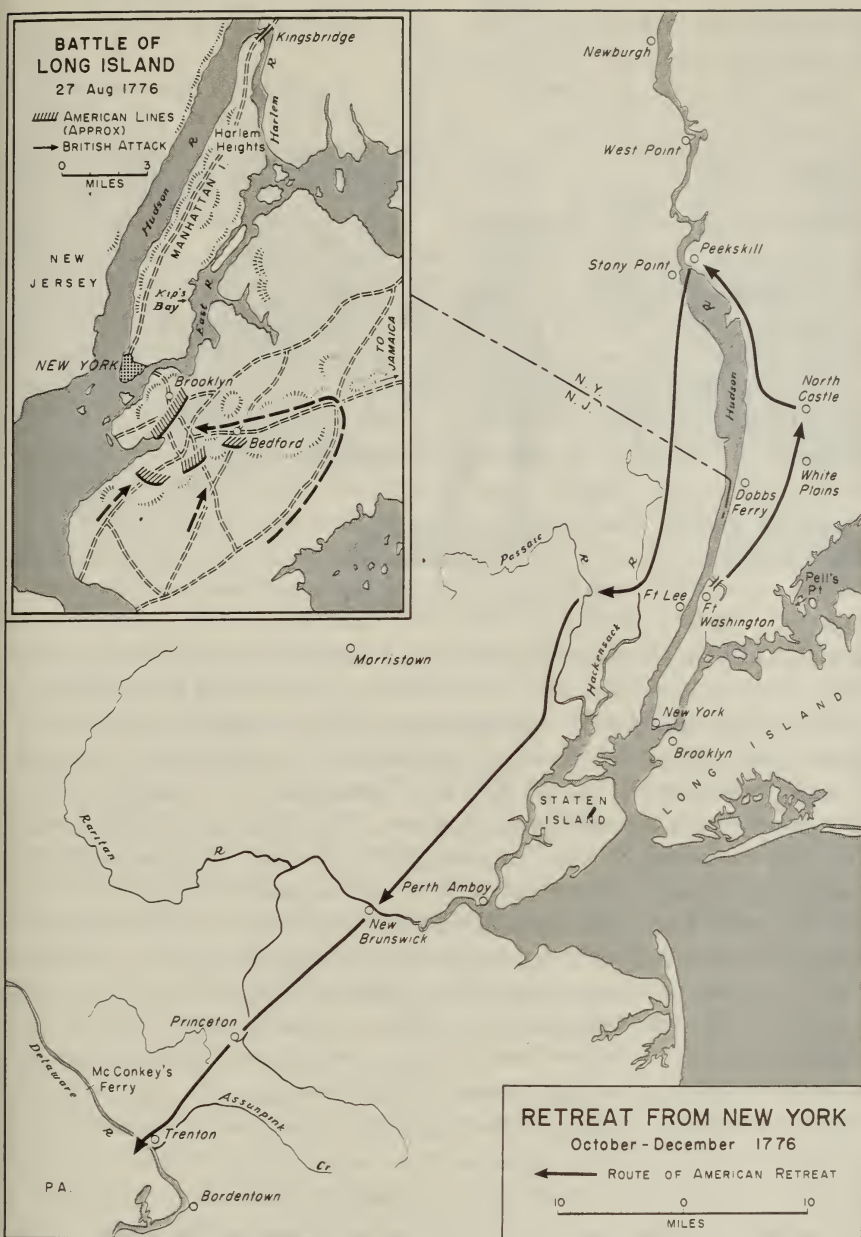 BATTLE OF
LONG ISLAND
27 Aug 1776
AMERICAN LINES
(APPROX)
BRITISH ATTACK
0 3
MILES
Kingsbridge
R
Harlem
Harlem
Heights
R
Hudson
MANHATTAN I.
NEW
JERSEY
Kip's
Bay
East R
NEW YORK
TO
JAMAICA
Brooklyn
Bedford
Newburgh
West Point
Peekskill
Stony Point
R
N. Y.
N. J.
Hudson
North
Castle
White
Plains
Dobbs
Ferry
Passaic
R
R
Pell's
Pt
Ft Lee
Ft
Washington
Hackensack
Morristown
New York
Brooklyn
LONG ISLAND
STATEN
ISLAND
Raritan
R
Perth Amboy
New
Brunswick
Princeton
Delaware
R
Mc Conkey's
Ferry
Assunpink
Cr
Trenton
PA.
Bordentown
RETREAT FROM NEW YORK
October - December 1776
ROUTE OF AMERICAN RETREAT
10 0 10
MILES